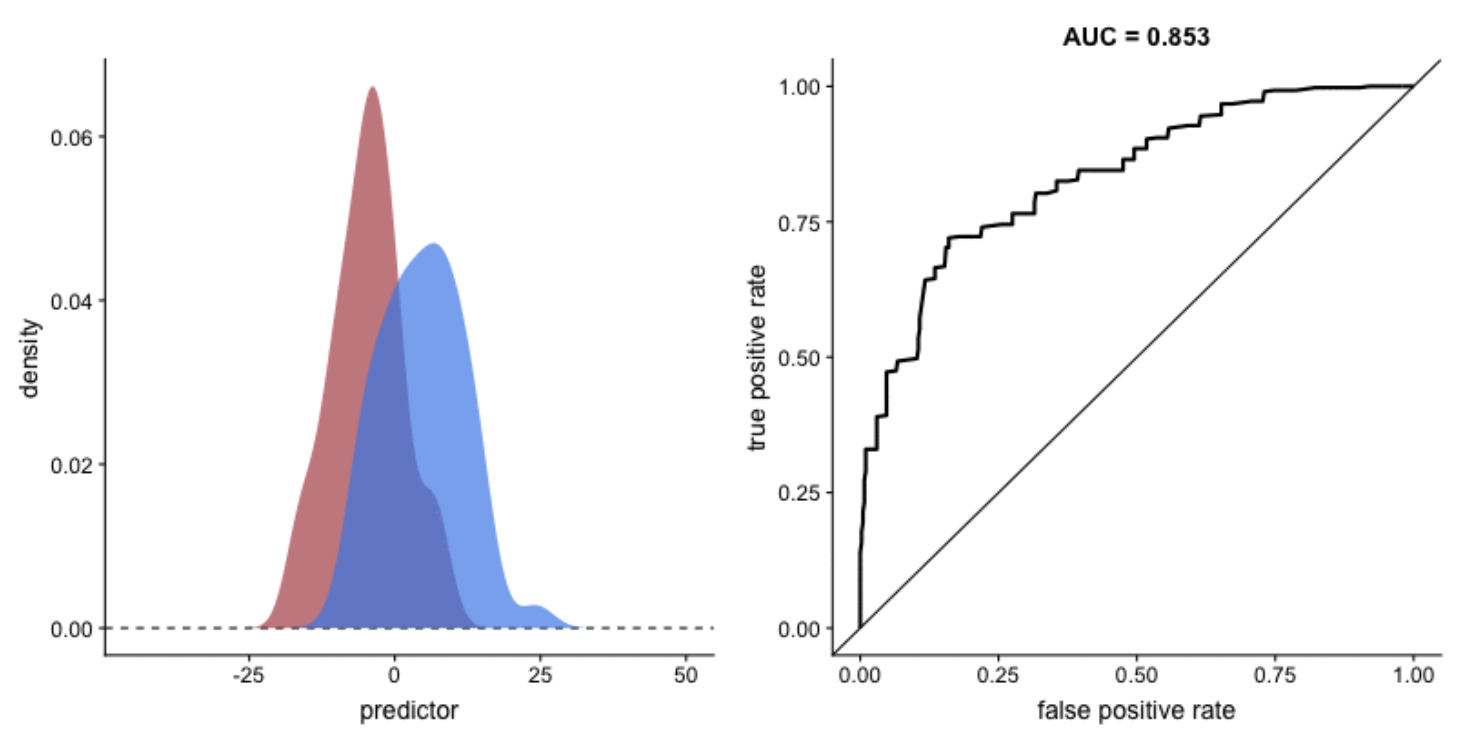 0.06
0.04
0.02
0.00
density
-25 0 25 50
predictor
AUC = 0.853
1.00
0.75
0.50
0.25
0.00
true positive rate
0.00 0.25 0.50 0.75 1.00
false positive rate